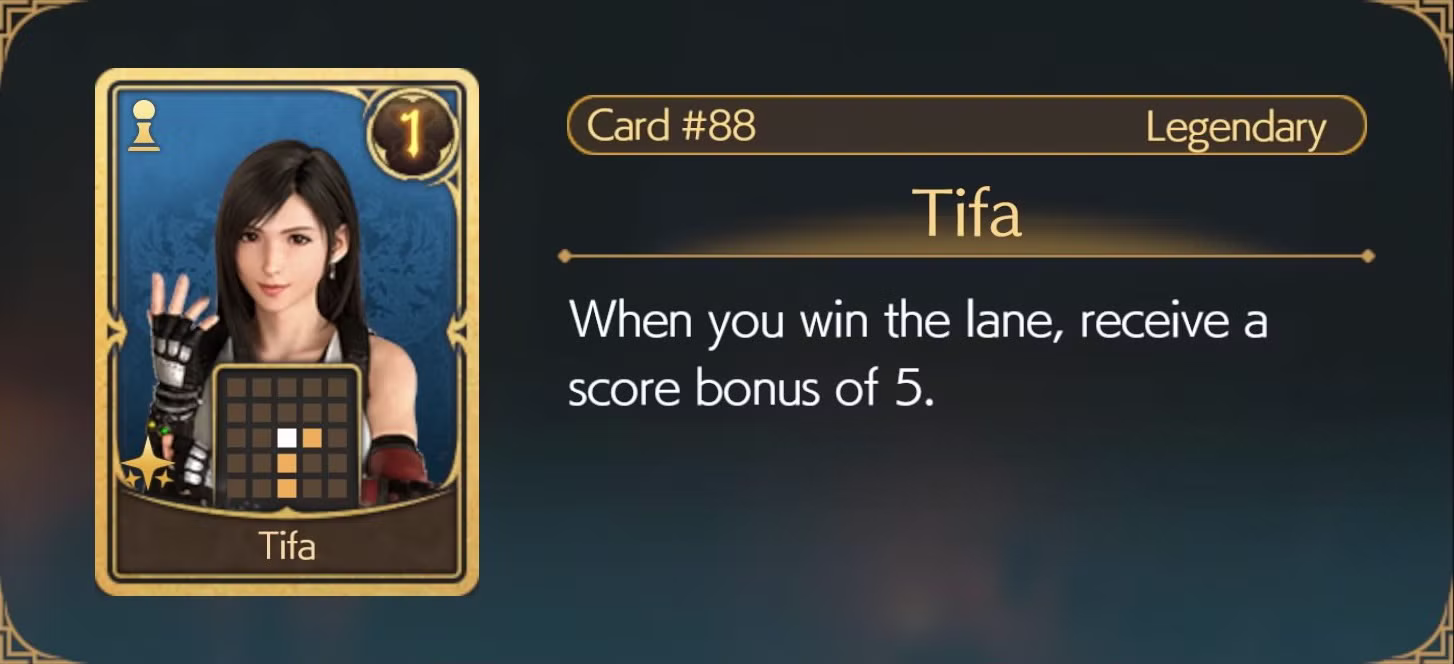 1
Card #88
Legendary
Tifa
When you win the lane, receive a
score bonus of 5.
Tifa